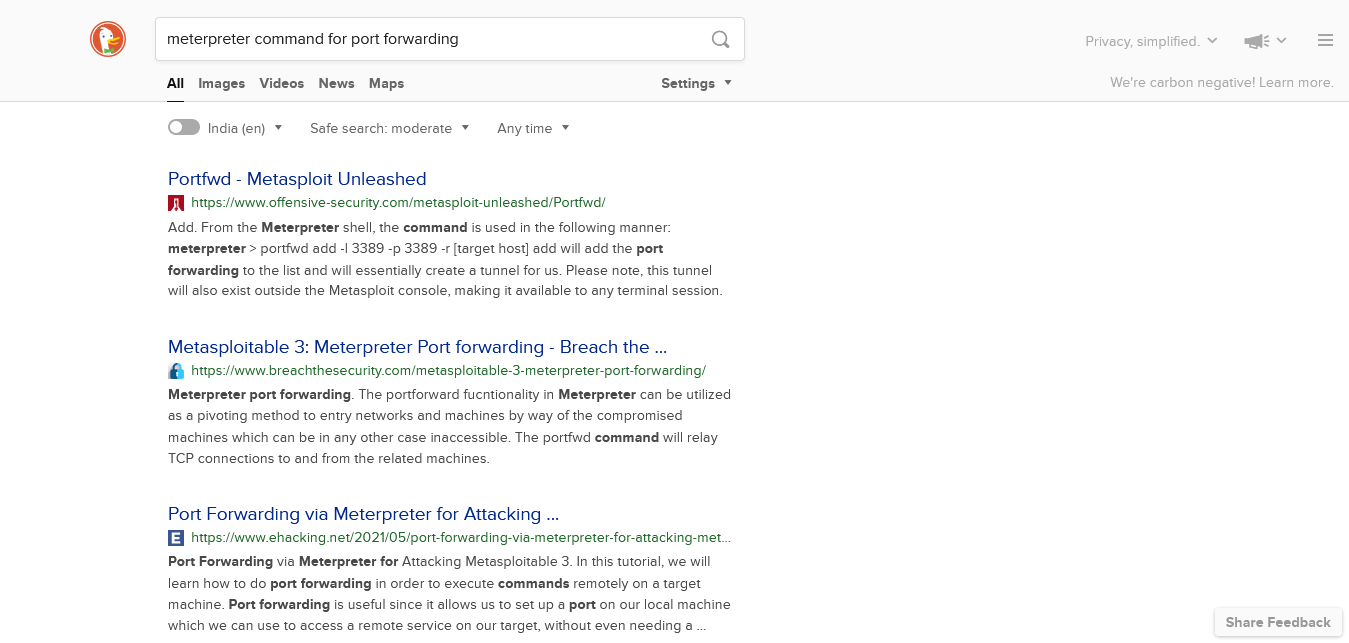 meterpreter command for port forwarding
Privacy, simplified.
All Images Videos News Maps Settings
We're carbon negative! Learn more.
India (en) Safe search: moderate Any time
Portfwd - Metasploit Unleashed
https://www.offensive-security.com/metasploit-unleashed/Portfwd/
Add. From the Meterpreter shell, the command is used in the following manner:
meterpreter > portfwd add -l 3389 -p 3389 -r [target host] add will add the port
forwarding to the list and will essentially create a tunnel for us. Please note, this tunnel
will also exist outside the Metasploit console, making it available to any terminal session.
Metasploitable 3: Meterpreter Port forwarding - Breach the ...
https://www.breachthesecurity.com/metasploitable-3-meterpreter-port-forwarding/
Meterpreter port forwarding. The portforward fucntionality in Meterpreter can be utilized
as a pivoting method to entry networks and machines by way of the compromised
machines which can be in any other case inaccessible. The portfwd command will relay
TCP connections to and from the related machines.
Port Forwarding via Meterpreter for Attacking ...
E https://www.ehacking.net/2021/05/port-forwarding-via-meterpreter-for-attacking-met...
Port Forwarding via Meterpreter for Attacking Metasploitable 3. In this tutorial, we will
learn how to do port forwarding in order to execute commands remotely on a target
machine. Port forwarding is useful since it allows us to set up a port on our local machine
which we can use to access a remote service on our target, without even needing a ...
Share Feedback